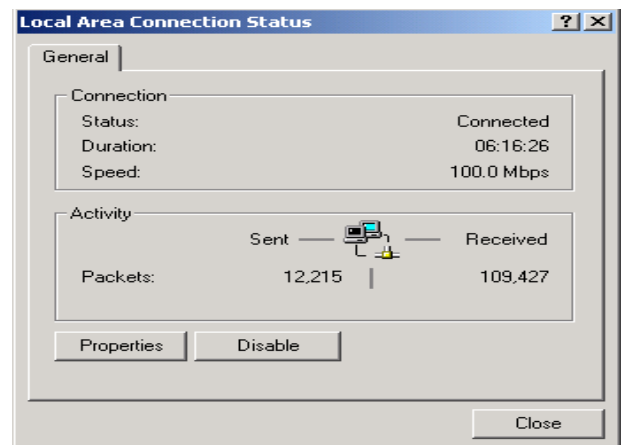 Local Area Connection Status ? ×
General
Connection
Status: Connected
Duration: 06:16:26
Speed: 100.0 Mbps
Activity
Sent Received
Packets: 12,215 109,427
Properties Disable
Close